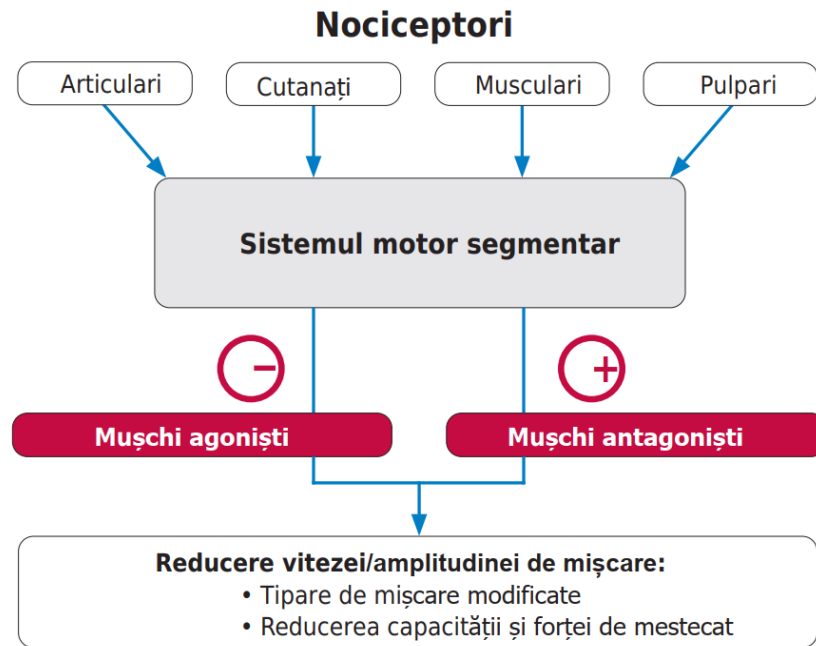 Nociceptori
Articulari
Cutanați
Musculari
Pulpari
Sistemul motor segmentar
−
+
Mușchi agoniști
Mușchi antagoniști
Reducere vitezei/amplitudinei de mișcare:
• Tipare de mișcare modificate
• Reducerea capacității și forței de mestecat